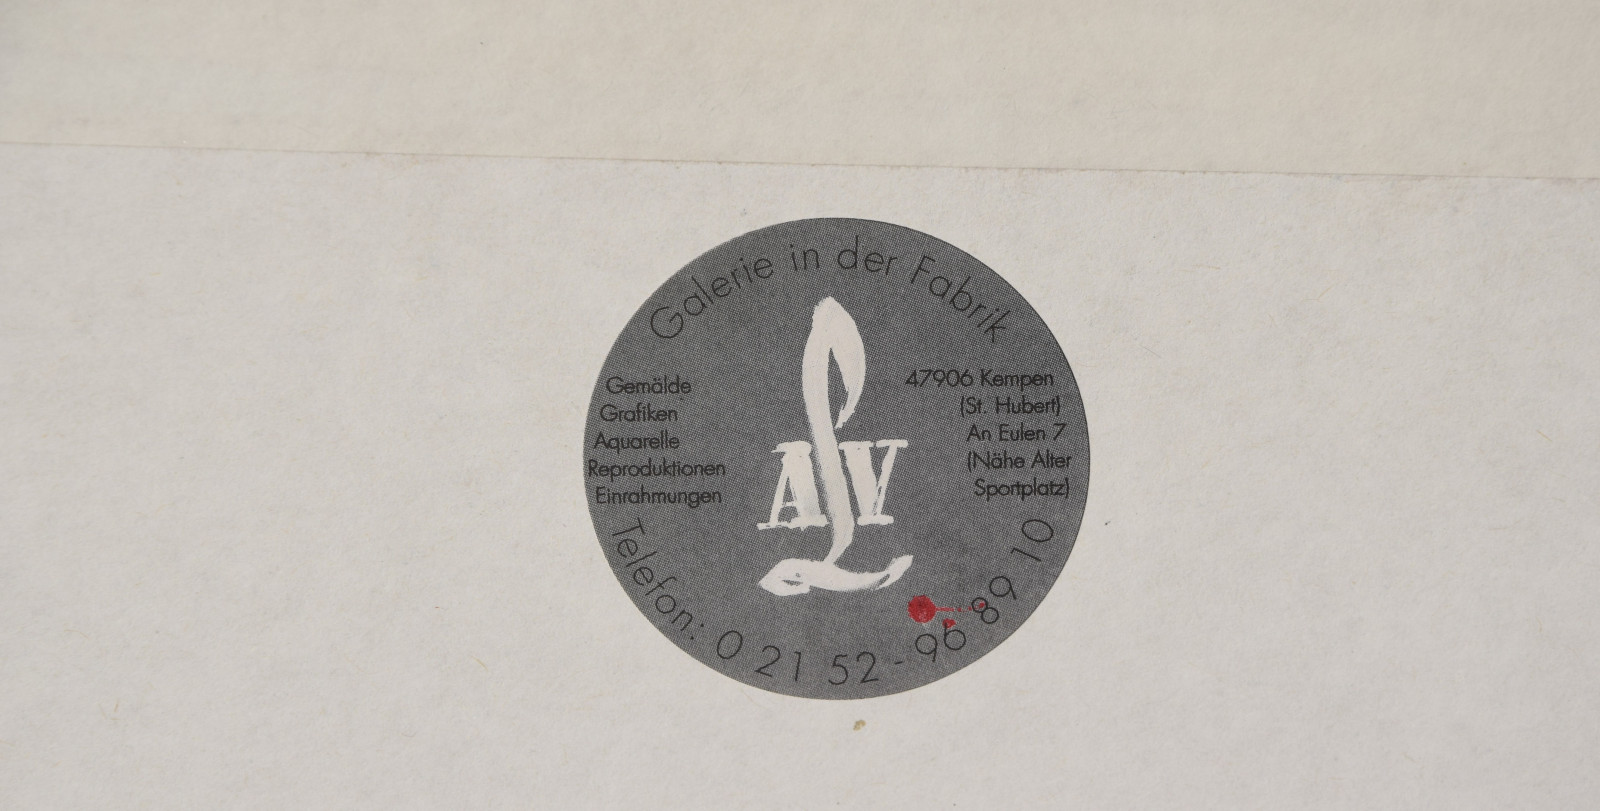 Galerie in der Fabrik
Gemälde
Grafiken
Aquarelle
Reproduktionen
Einrahmungen
ALV
47906 Kempen
(St. Hubert)
An Eulen 7
(Nähe Alter
Sportplatz)
Telefon: 0 21 52 - 96 89 10